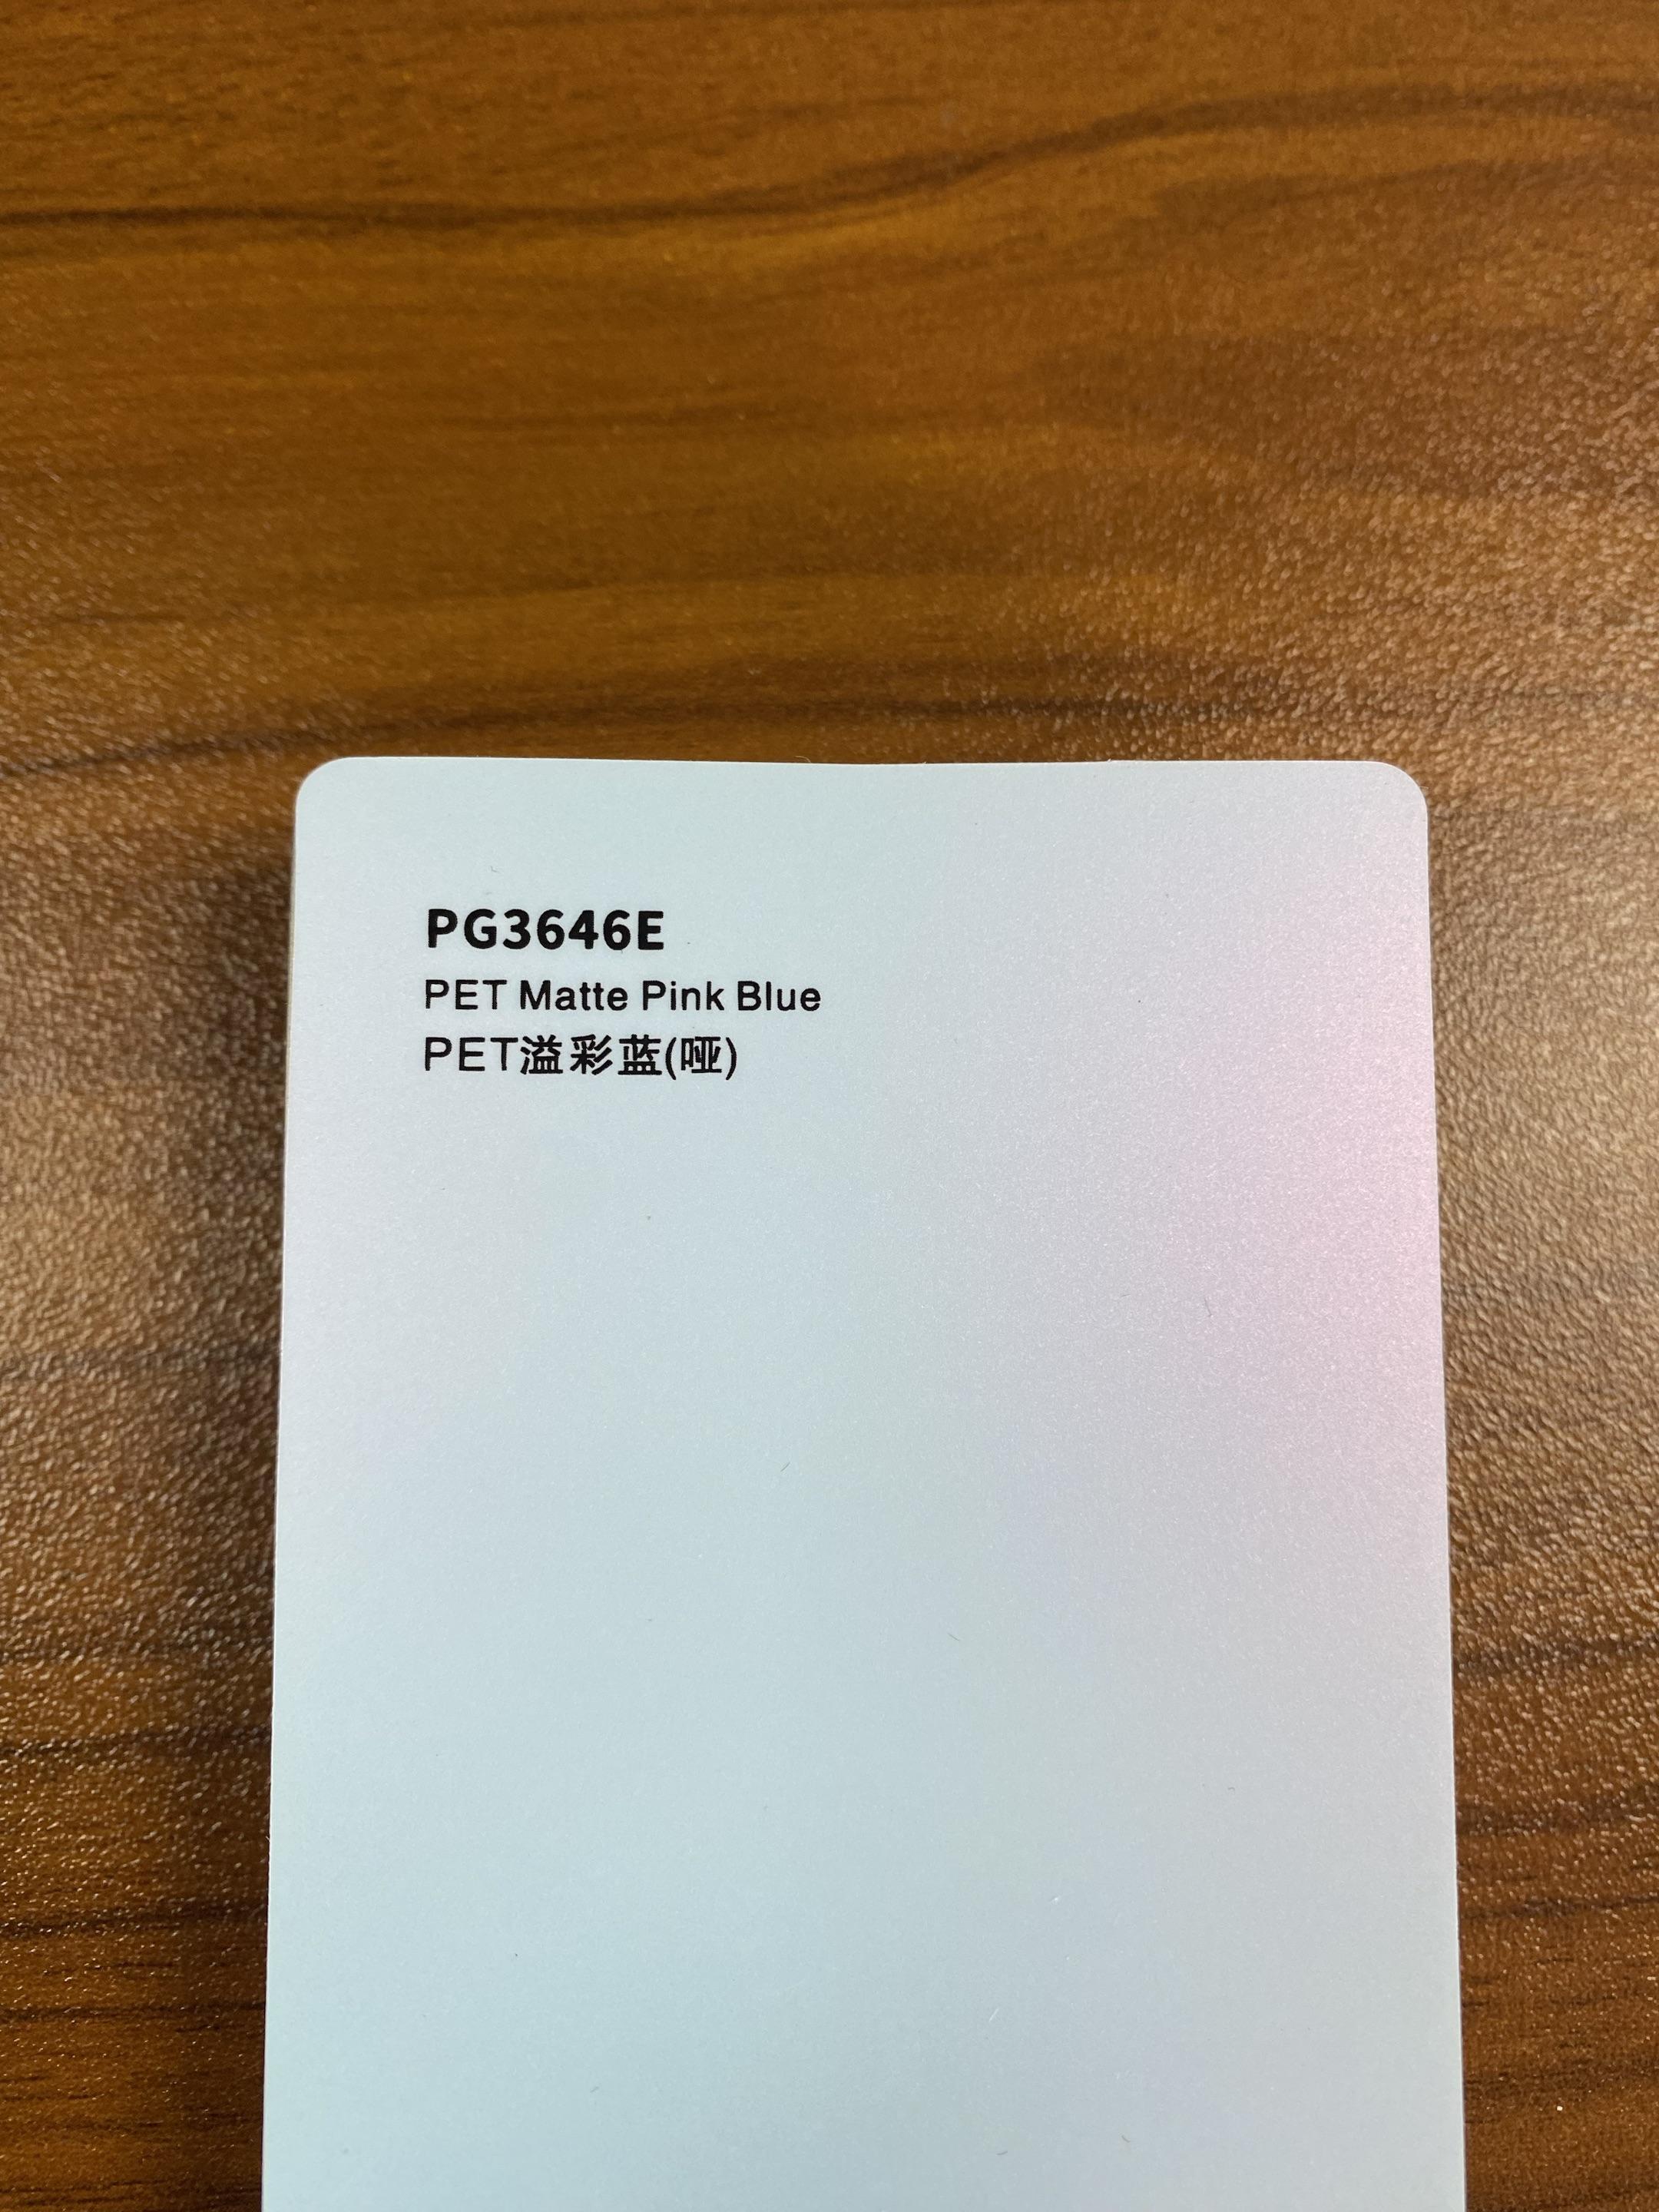 PG3646E
PET Matte Pink Blue
PET溢彩蓝(哑)